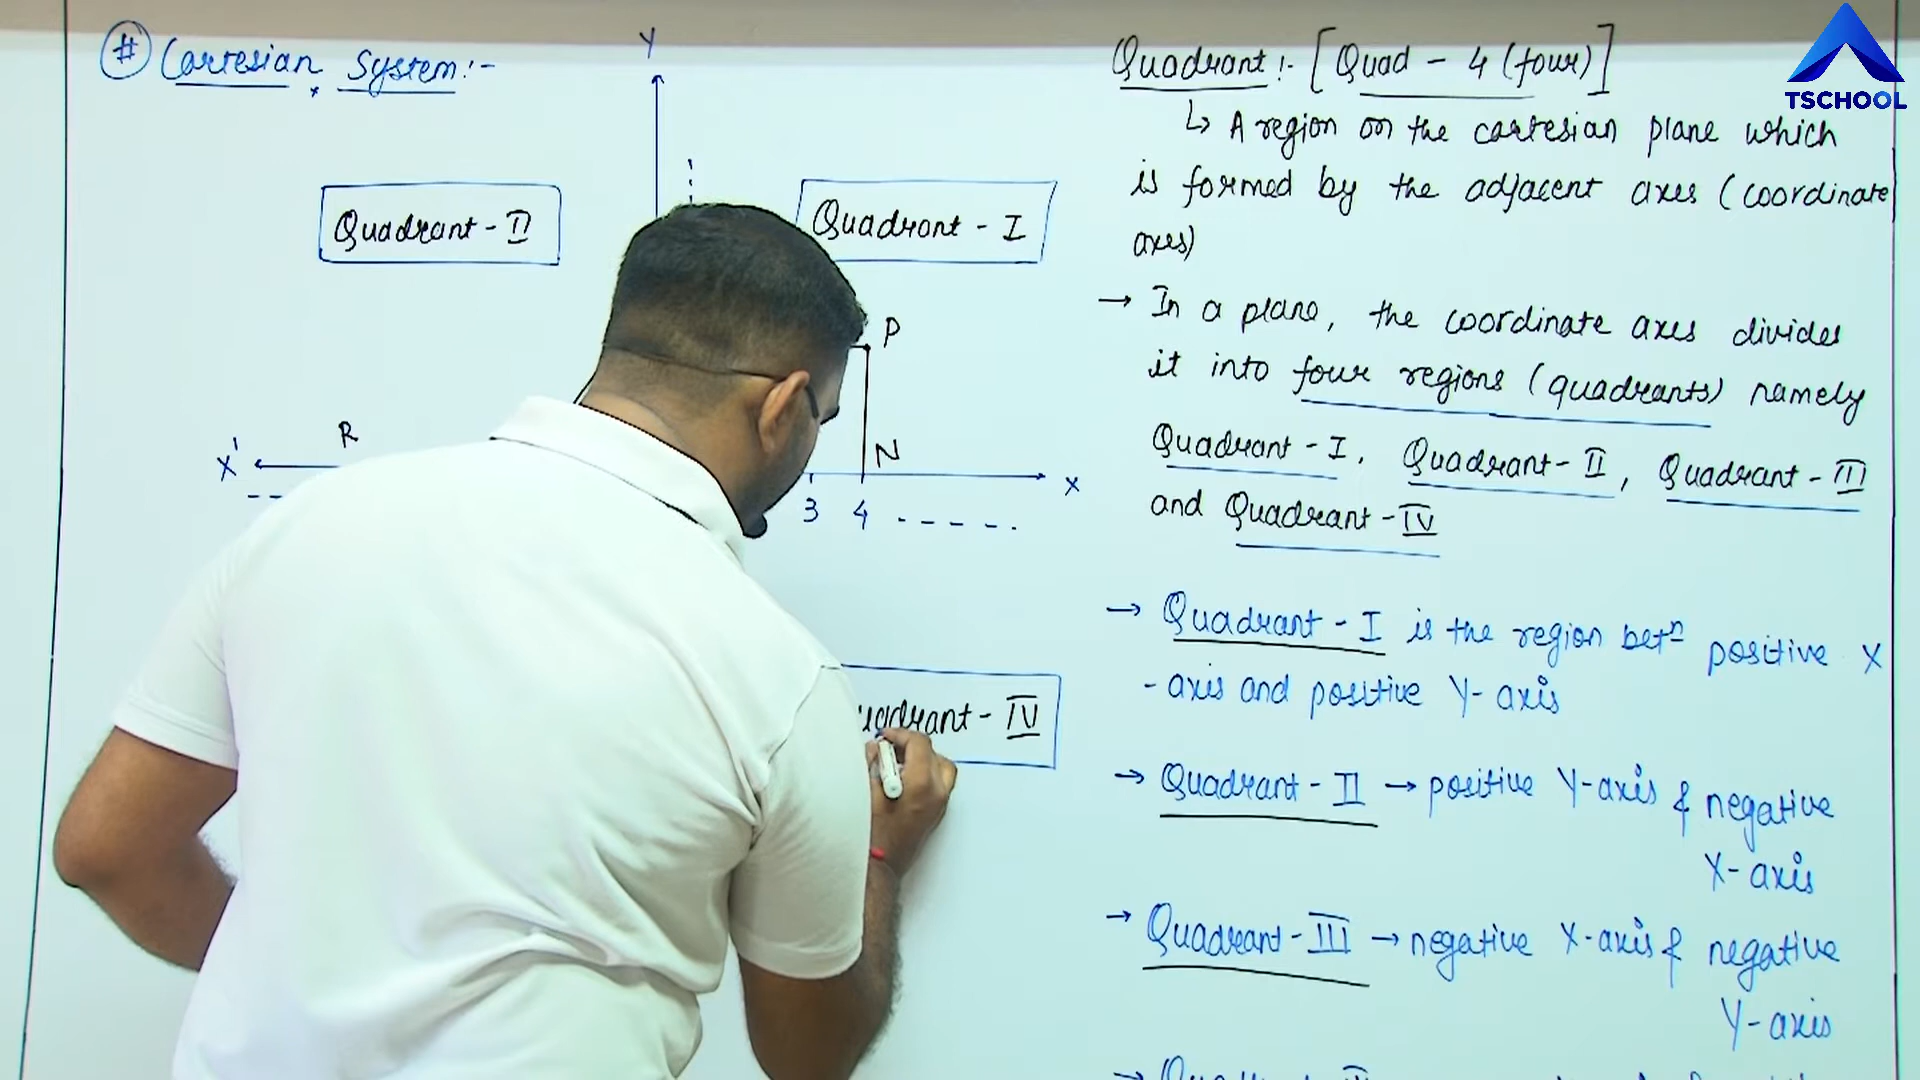 # Cartesian System:-
Y
Quadrant - II
Quadrant - I
P
R
N
X'
X
3 4
uadrant - IV
Quadrant :- [Quad - 4 (four)]
↳ A region on the cartesian plane which
is formed by the adjacent axes (coordinate
axes)
→ In a plane, the coordinate axes divides
it into four regions (quadrants) namely
Quadrant - I, Quadrant - II, Quadrant - III
and Quadrant - IV
→ Quadrant - I is the region betn positive X
- axis and positive Y-axis
→ Quadrant - II → positive Y-axis & negative
X-axis
→ Quadrant - III → negative X-axis & negative
Y-axis
TSCHOOL